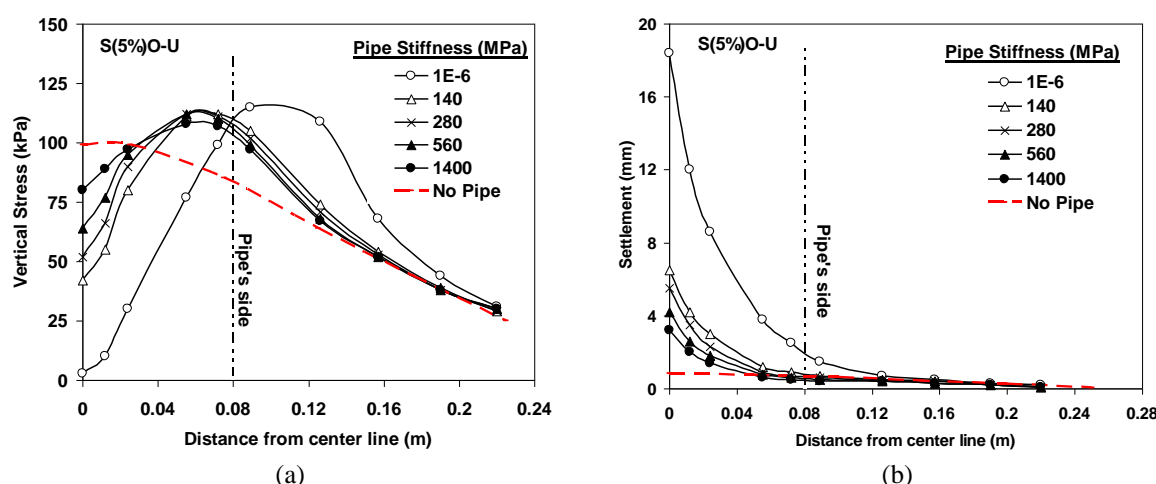 S(5%)O-U
Pipe Stiffness (MPa)
1E-6
140
280
560
1400
No Pipe
Pipe's side
Vertical Stress (kPa)
150
125
100
75
50
25
0
0 0.04 0.08 0.12 0.16 0.2 0.24
Distance from center line (m)
(a)
S(5%)O-U
Pipe Stiffness (MPa)
1E-6
140
280
560
1400
No Pipe
Pipe's side
Settlement (mm)
20
16
12
8
4
0
0 0.04 0.08 0.12 0.16 0.2 0.24 0.28
Distance from center line (m)
(b)